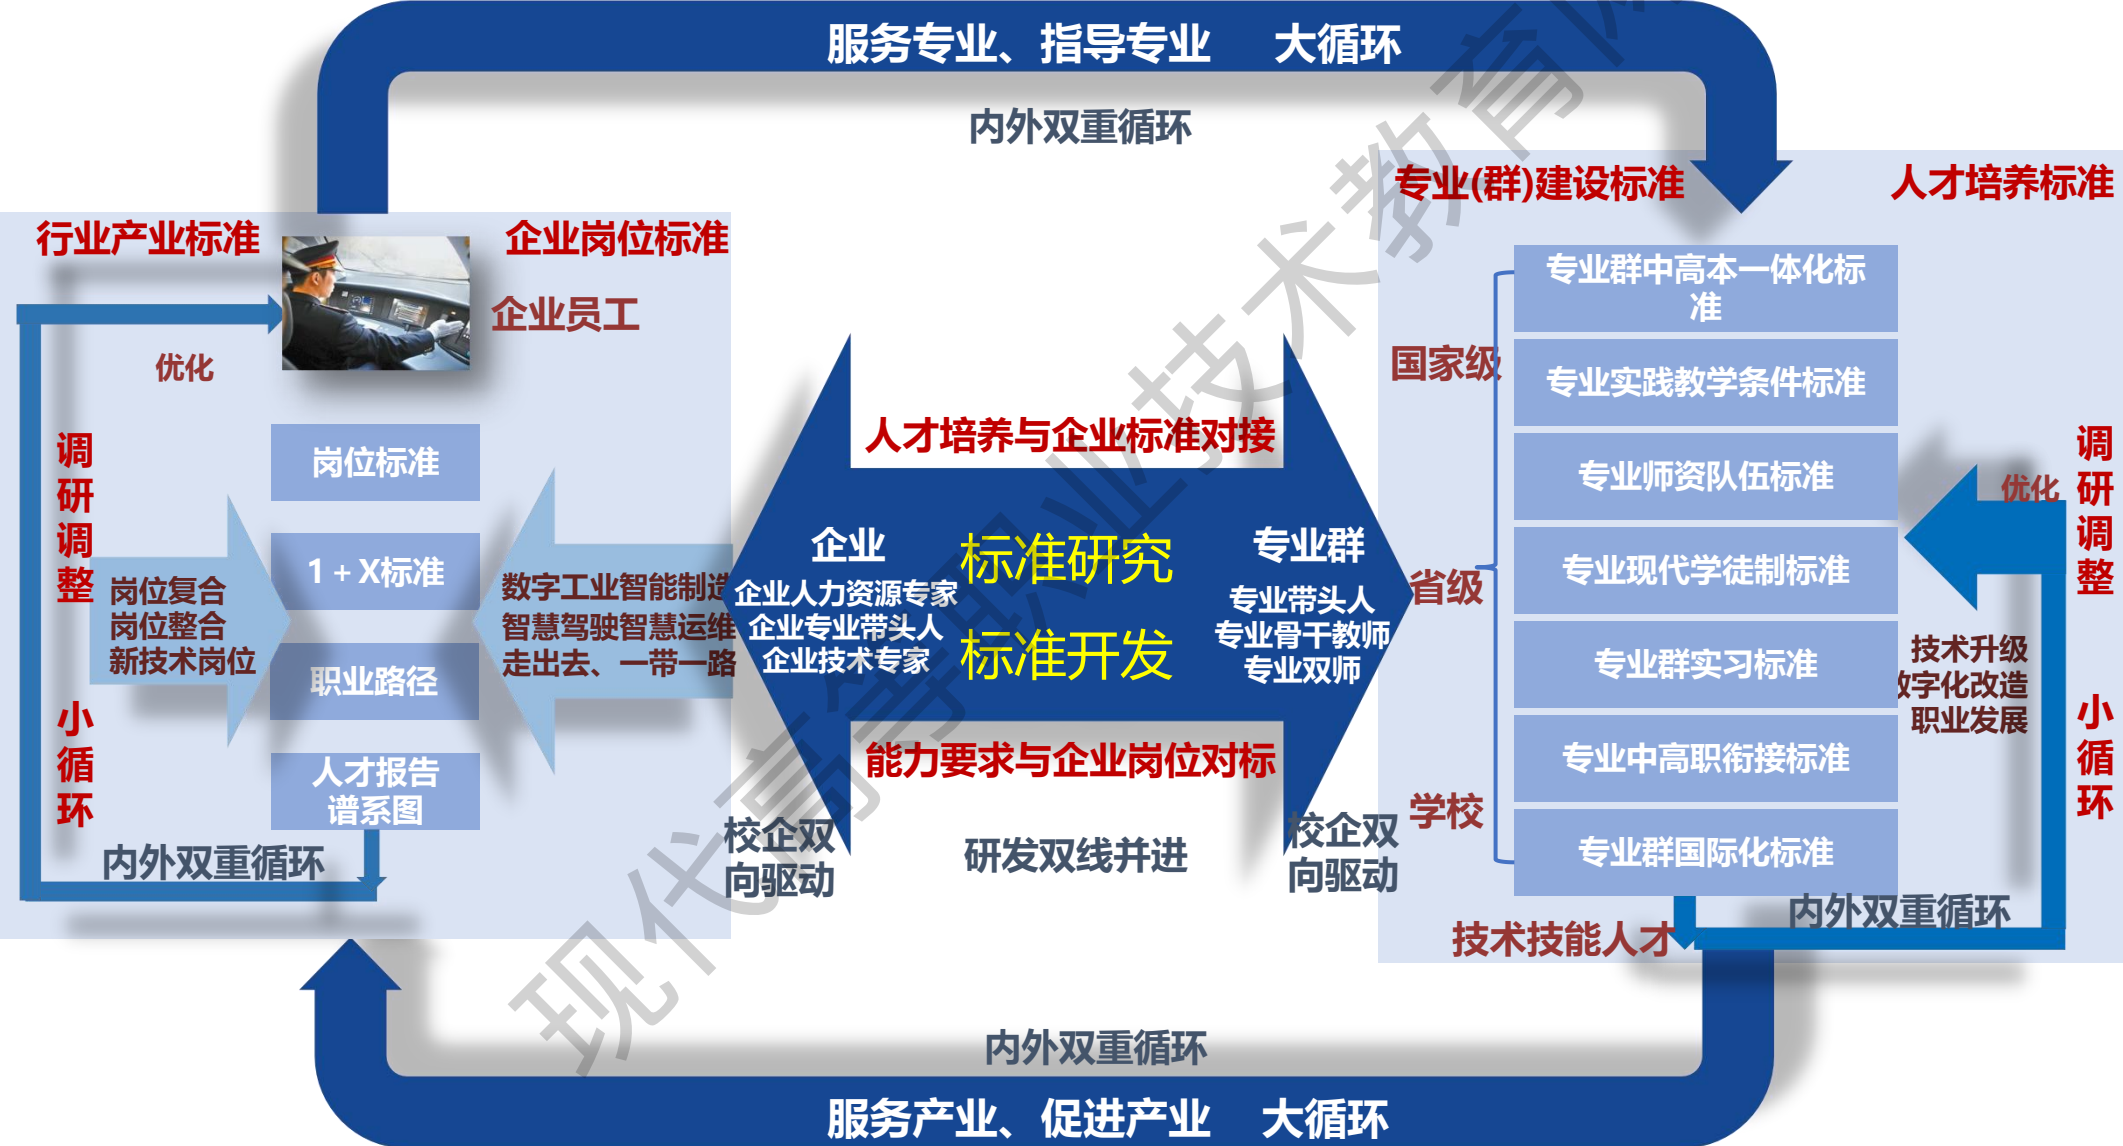 服务专业、指导专业 大循环
内外双重循环
行业产业标准
企业岗位标准
企业员工
优化
调研调整
小循环
岗位标准
1+X标准
职业路径
人才报告
谱系图
岗位复合
岗位整合
新技术岗位
数字工业智能制造
智慧驾驶智慧运维
走出去、一带一路
内外双重循环
人才培养与企业标准对接
企业
企业人力资源专家
企业专业带头人
企业技术专家
标准研究
标准开发
专业群
专业带头人
专业骨干教师
专业双师
能力要求与企业岗位对标
校企双
向驱动
研发双线并进
校企双
向驱动
专业(群)建设标准
人才培养标准
国家级
省级
学校
专业群中高本一体化标
准
专业实践教学条件标准
专业师资队伍标准
专业现代学徒制标准
专业群实习标准
专业中高职衔接标准
专业群国际化标准
优化
调研调整
小循环
技术升级
字化改造
职业发展
内外双重循环
技术技能人才
内外双重循环
服务产业、促进产业 大循环
现代高等职业技术教育